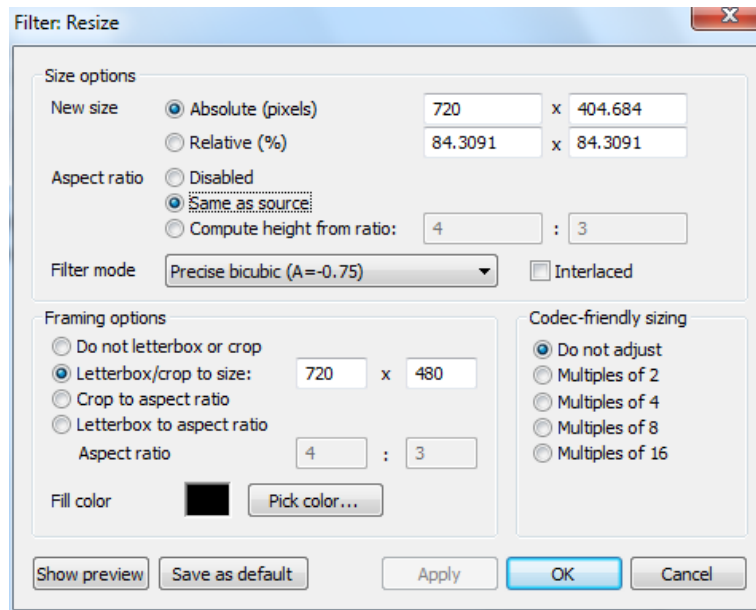 Filter: Resize
X
Size options
New size Absolute (pixels) 720 x 404.684
Relative (%) 84.3091 x 84.3091
Aspect ratio Disabled
Same as source
Compute height from ratio: 4 : 3
Filter mode Precise bicubic (A=-0.75) Interlaced
Framing options
Do not letterbox or crop
Letterbox/crop to size: 720 x 480
Crop to aspect ratio
Letterbox to aspect ratio
Aspect ratio 4 : 3
Fill color Pick color...
Codec-friendly sizing
Do not adjust
Multiples of 2
Multiples of 4
Multiples of 8
Multiples of 16
Show preview Save as default Apply OK Cancel